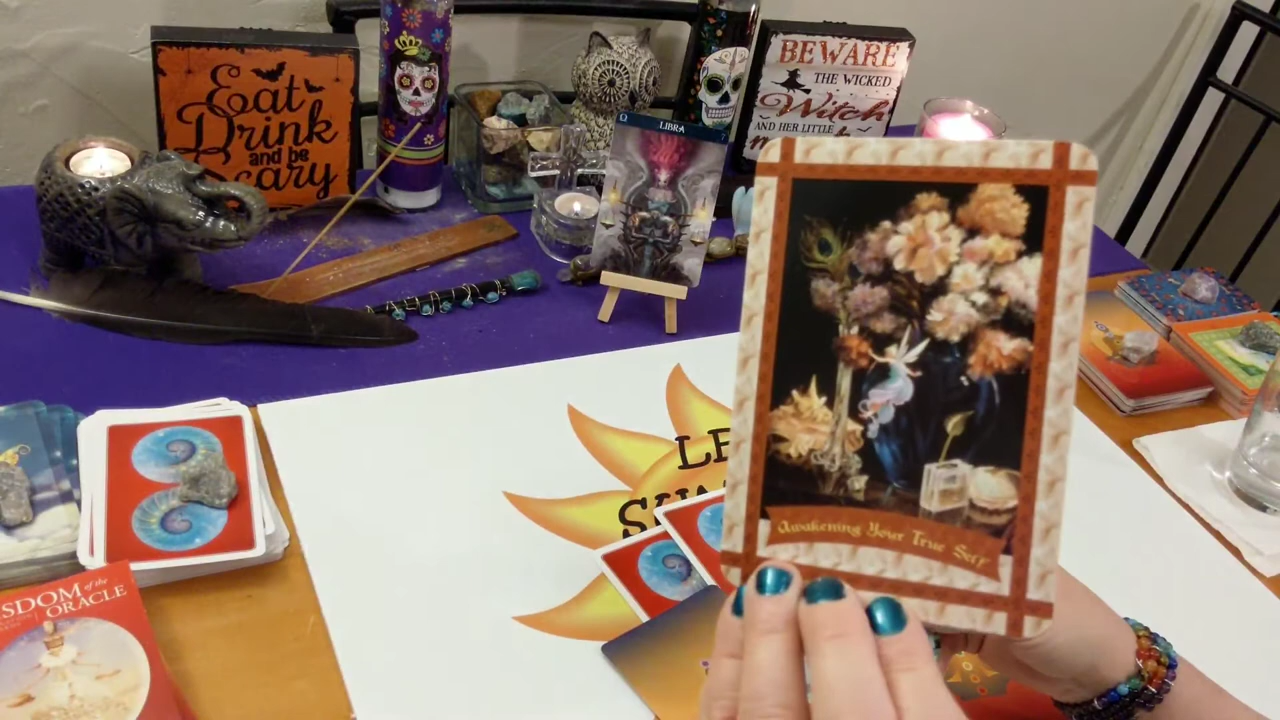 Eat
Drink
and be
Scary
BEWARE
THE WICKED
Witch
AND HER LITTLE
LIBRA
Awakening Your True Self
OF the
ORACLE